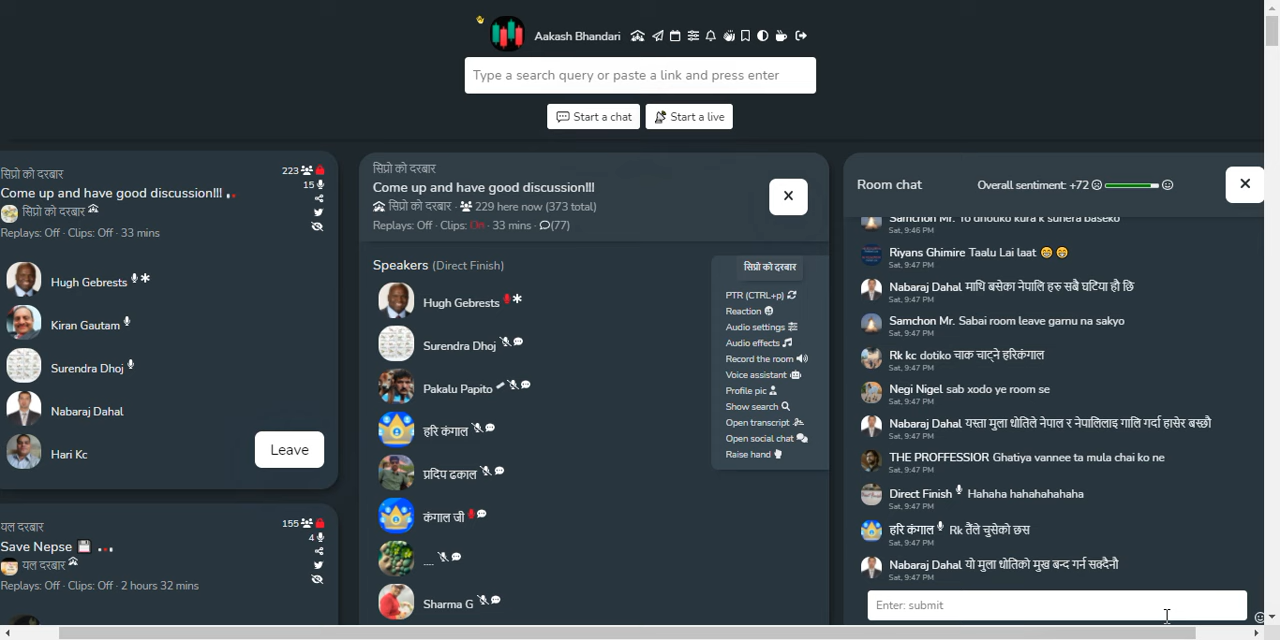 Aakash Bhandari
Type a search query or paste a link and press enter
Start a chat
Start a live
सिप्रो को दरबार
223
Come up and have good discussion!!!
15
सिप्रो को दरबार
Replays: Off · Clips: Off · 33 mins
Hugh Gebrests
Kiran Gautam
Surendra Dhoj
Nabaraj Dahal
Hari Kc
Leave
यल दरबार
155
Save Nepse
4
यल दरबार
Replays: Off · Clips: Off · 2 hours 32 mins
सिप्रो को दरबार
Come up and have good discussion!!!
सिप्रो को दरबार · 229 here now (373 total)
Replays: Off · Clips: On · 33 mins · (77)
Speakers (Direct Finish)
Hugh Gebrests
Surendra Dhoj
Pakalu Papito
हरि कंगाल
प्रदिप ढकाल
कंगाल जी
....
Sharma G
सिप्रो को दरबार
PTR (CTRL+p)
Reaction
Audio settings
Audio effects
Record the room
Voice assistant
Profile pic
Show search
Open transcript
Open social chat
Raise hand
Room chat
Overall sentiment: +72
Samchon Mr. Yo dhotiko kura k sunera baseko
Sat, 9:46 PM
Riyans Ghimire Taalu Lai laat 😁
Sat, 9:47 PM
Nabaraj Dahal माथि बसेका नेपालि हरु सबै घटिया हौ छि
Sat, 9:47 PM
Samchon Mr. Sabai room leave garnu na sakyo
Sat, 9:47 PM
Rk kc dotiko चाक चाट्ने हरिकंगाल
Sat, 9:47 PM
Negi Nigel sab xodo ye room se
Sat, 9:47 PM
Nabaraj Dahal यस्ता मुला धोतिले नेपाल र नेपालिलाइ गालि गर्दा हासेर बस्छौ
Sat, 9:47 PM
THE PROFFESSIOR Ghatiya vannee ta mula chai ko ne
Sat, 9:47 PM
Direct Finish Hahaha hahahahahaha
Sat, 9:47 PM
हरि कंगाल Rk तैंले चुसेको छस
Sat, 9:47 PM
Nabaraj Dahal यो मुला धोतिको मुख बन्द गर्न सक्दैनौ
Sat, 9:47 PM
Enter: submit